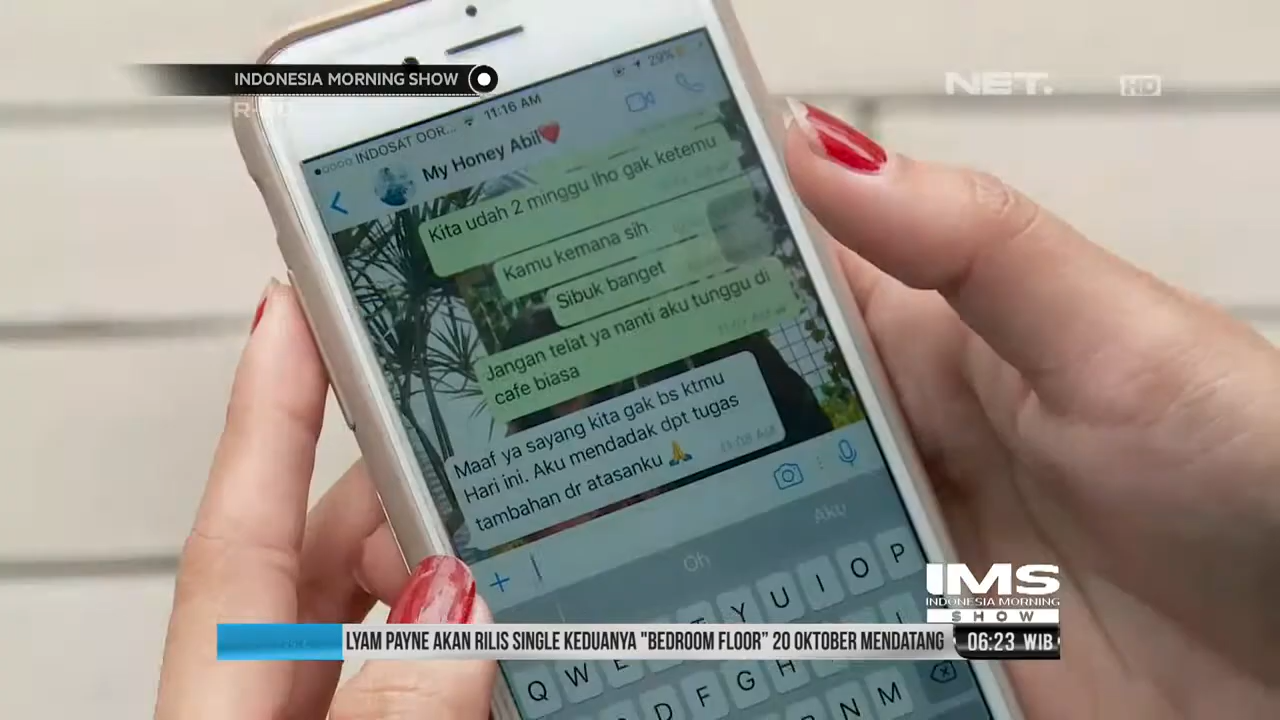 INDONESIA MORNING SHOW
NET.
HD
INDOSAT OOR...
11:16 AM
29%
My Honey Abil❤️
Kita udah 2 minggu lho gak ketemu
Kamu kemana sih
Sibuk banget
Jangan telat ya nanti aku tunggu di
cafe biasa
Maaf ya sayang kita gak bs ktmu
Hari ini. Aku mendadak dpt tugas
tambahan dr atasanku 🙏
11:08 AM
Oh
Aku
Y U I O P
Q W E
D F G H
N M
IMS
INDONESIA MORNING
SHOW
LYAM PAYNE AKAN RILIS SINGLE KEDUANYA "BEDROOM FLOOR" 20 OKTOBER MENDATANG
06:23 WIB